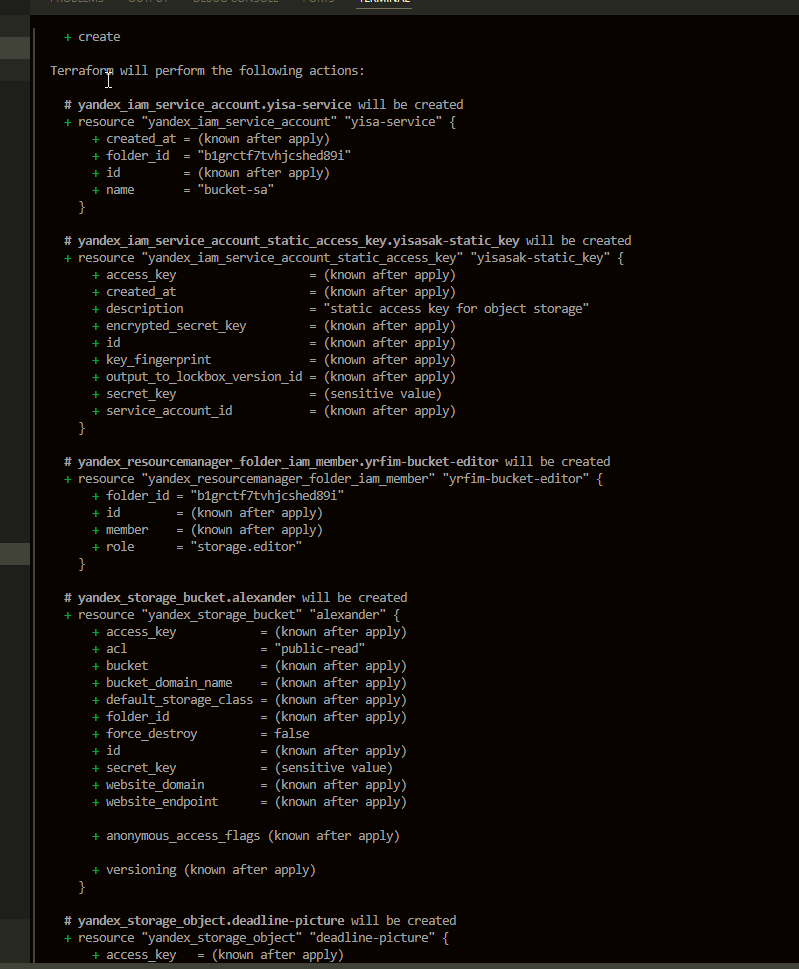 PROBLEMS OUTPUT DEBUG CONSOLE PORTS TERMINAL
+ create
Terraform will perform the following actions:
# yandex_iam_service_account.yisa-service will be created
+ resource "yandex_iam_service_account" "yisa-service" {
+ created_at = (known after apply)
+ folder_id = "b1grctf7tvhjcshed89i"
+ id = (known after apply)
+ name = "bucket-sa"
}
# yandex_iam_service_account_static_access_key.yisasak-static_key will be created
+ resource "yandex_iam_service_account_static_access_key" "yisasak-static_key" {
+ access_key = (known after apply)
+ created_at = (known after apply)
+ description = "static access key for object storage"
+ encrypted_secret_key = (known after apply)
+ id = (known after apply)
+ key_fingerprint = (known after apply)
+ output_to_lockbox_version_id = (known after apply)
+ secret_key = (sensitive value)
+ service_account_id = (known after apply)
}
# yandex_resourcemanager_folder_iam_member.yrfim-bucket-editor will be created
+ resource "yandex_resourcemanager_folder_iam_member" "yrfim-bucket-editor" {
+ folder_id = "b1grctf7tvhjcshed89i"
+ id = (known after apply)
+ member = (known after apply)
+ role = "storage.editor"
}
# yandex_storage_bucket.alexander will be created
+ resource "yandex_storage_bucket" "alexander" {
+ access_key = (known after apply)
+ acl = "public-read"
+ bucket = (known after apply)
+ bucket_domain_name = (known after apply)
+ default_storage_class = (known after apply)
+ folder_id = (known after apply)
+ force_destroy = false
+ id = (known after apply)
+ secret_key = (sensitive value)
+ website_domain = (known after apply)
+ website_endpoint = (known after apply)
+ anonymous_access_flags (known after apply)
+ versioning (known after apply)
}
# yandex_storage_object.deadline-picture will be created
+ resource "yandex_storage_object" "deadline-picture" {
+ access_key = (known after apply)